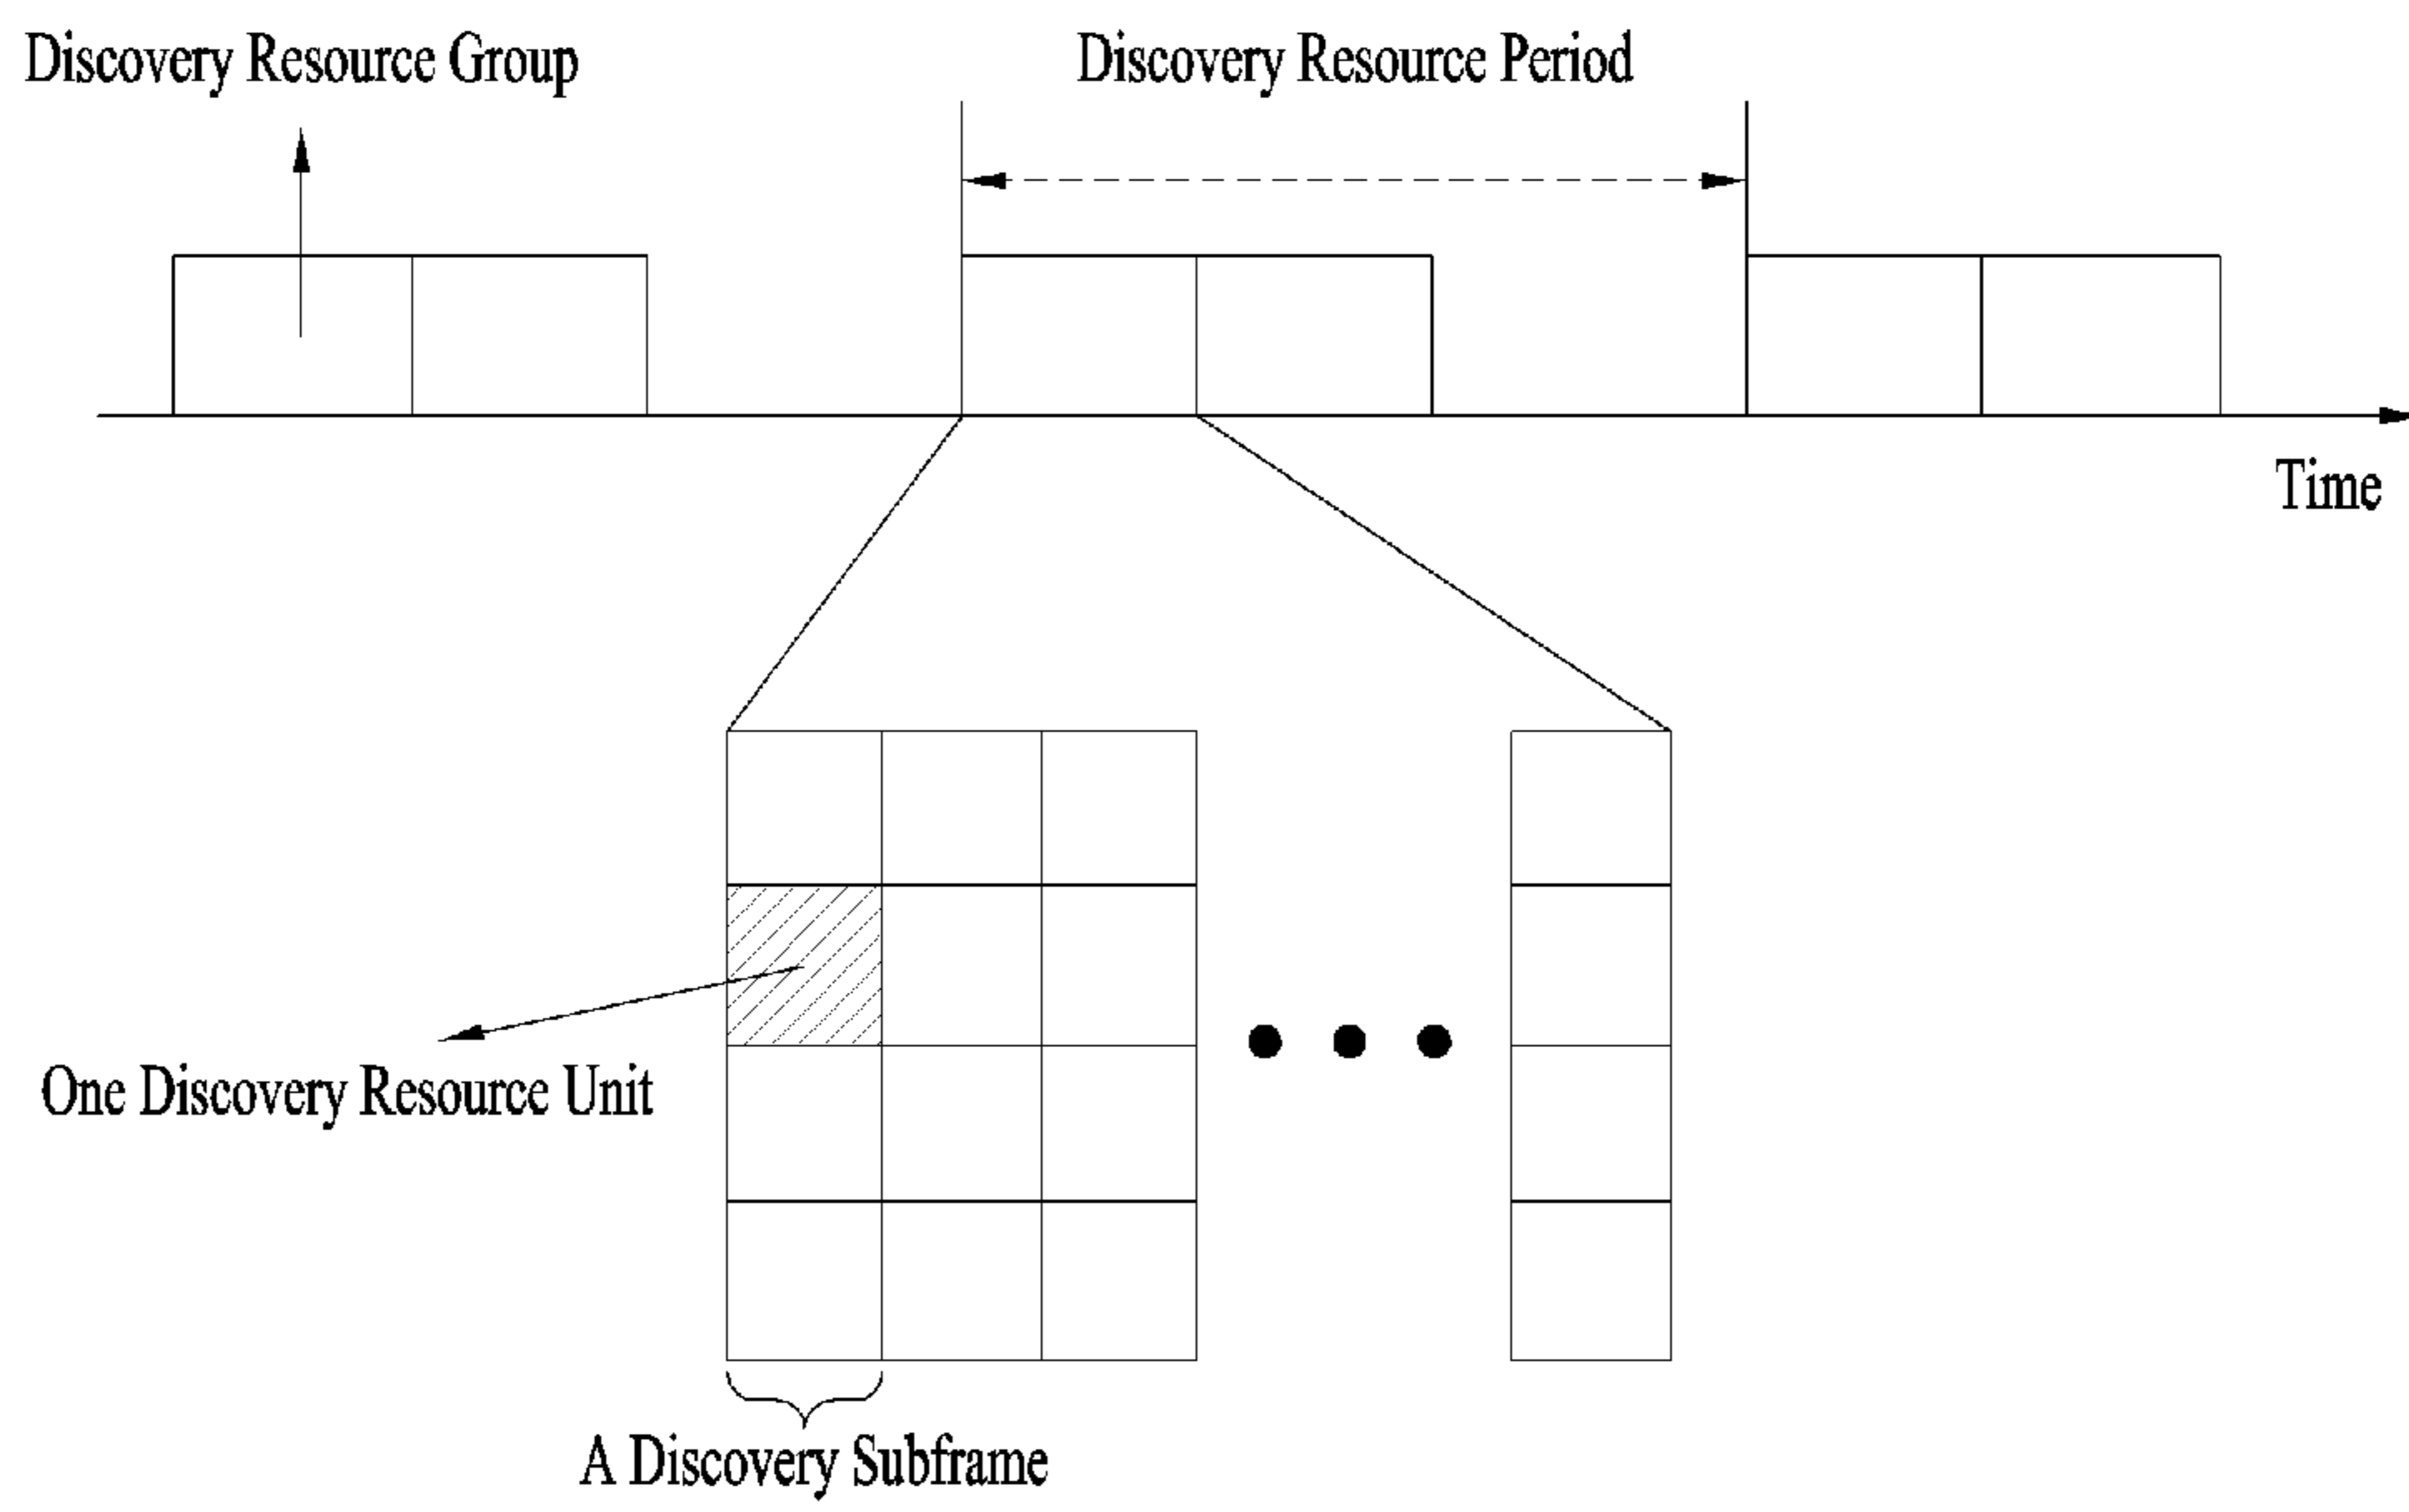 Discovery Resource Group
Discovery Resource Period
Time
One Discovery Resource Unit
A Discovery Subframe